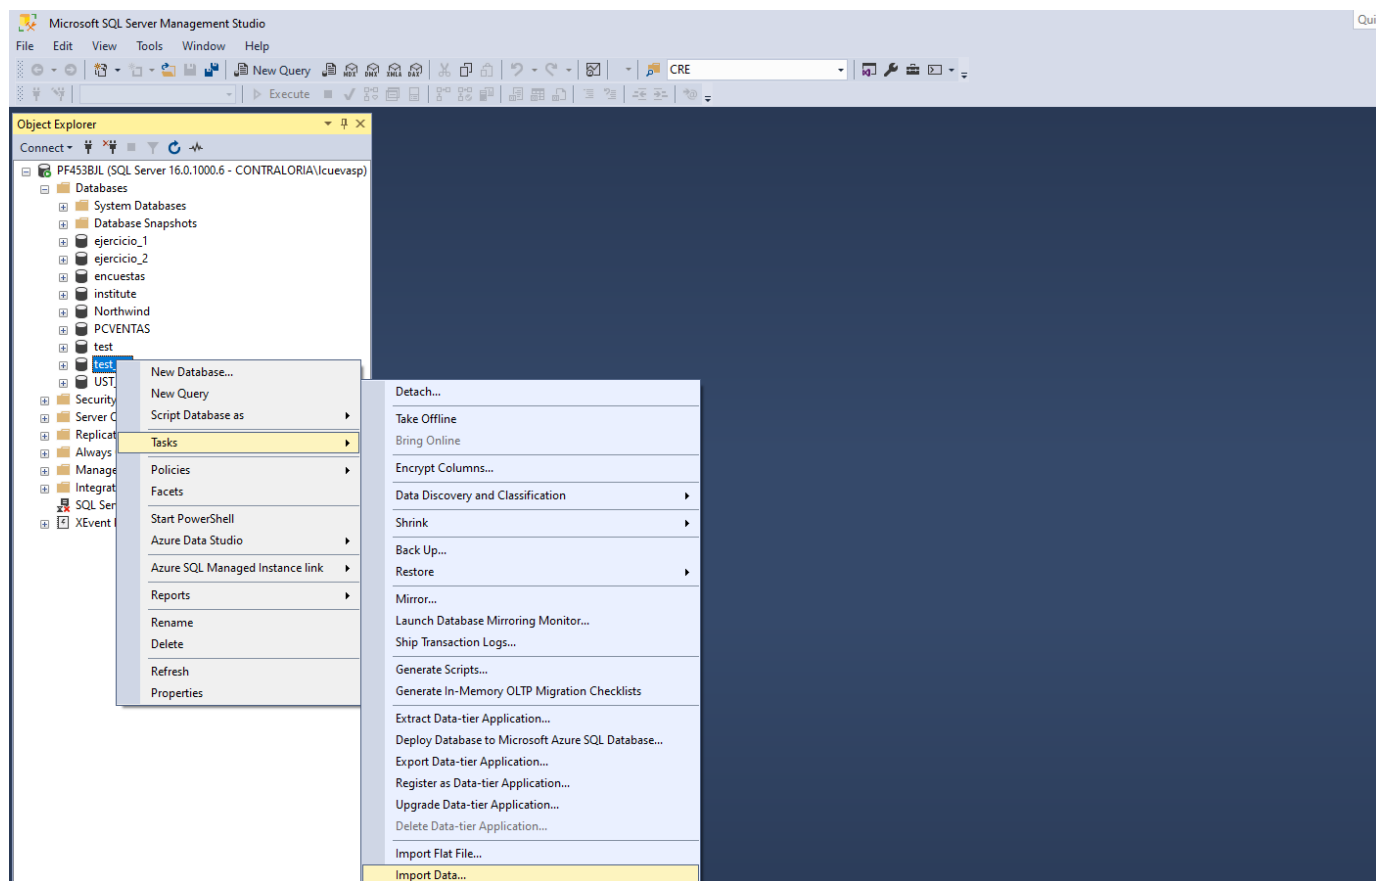 Microsoft SQL Server Management Studio
Qui
File Edit View Tools Window Help
New Query MDX DMX XMLA DAX CRE
Execute
Object Explorer
Connect
PF453BJL (SQL Server 16.0.1000.6 - CONTRALORIA\lcuevasp)
Databases
System Databases
Database Snapshots
ejercicio_1
ejercicio_2
encuestas
institute
Northwind
PCVENTAS
test
test_
UST_
Security
Server O
Replicat
Always
Manage
Integrat
SQL Ser
XEvent
New Database...
New Query
Script Database as
Tasks
Policies
Facets
Start PowerShell
Azure Data Studio
Azure SQL Managed Instance link
Reports
Rename
Delete
Refresh
Properties
Detach...
Take Offline
Bring Online
Encrypt Columns...
Data Discovery and Classification
Shrink
Back Up...
Restore
Mirror...
Launch Database Mirroring Monitor...
Ship Transaction Logs...
Generate Scripts...
Generate In-Memory OLTP Migration Checklists
Extract Data-tier Application...
Deploy Database to Microsoft Azure SQL Database...
Export Data-tier Application...
Register as Data-tier Application...
Upgrade Data-tier Application...
Delete Data-tier Application...
Import Flat File...
Import Data...